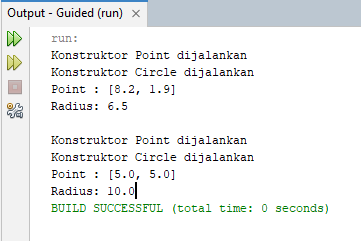 Output - Guided (run)
run:
Konstruktor Point dijalankan
Konstruktor Circle dijalankan
Point : [8.2, 1.9]
Radius: 6.5
Konstruktor Point dijalankan
Konstruktor Circle dijalankan
Point : [5.0, 5.0]
Radius: 10.0
BUILD SUCCESSFUL (total time: 0 seconds)